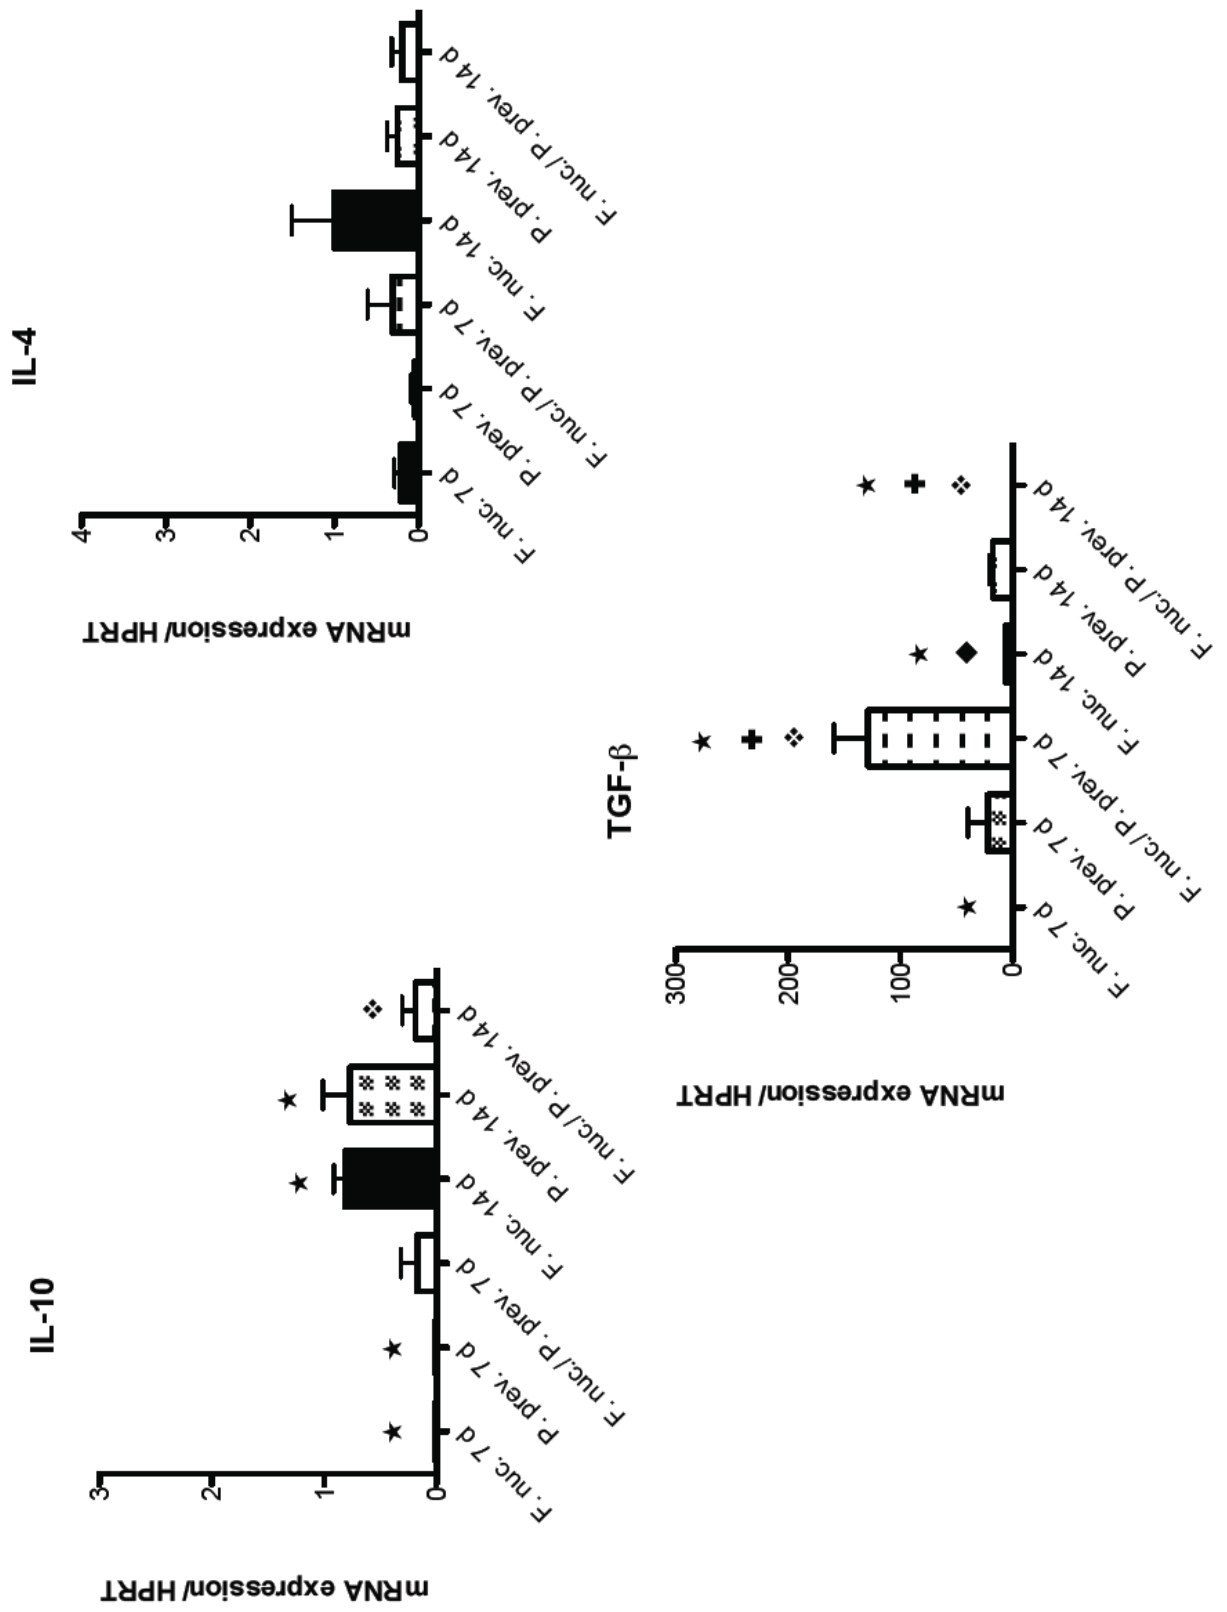 IL-10
mRNA expression/ HPRT
3
2
1
0
F. nuc. 7 d
P. prev. 7 d
F. nuc./ P. prev. 7 d
F. nuc. 14 d
P. prev. 14 d
F. nuc./ P. prev. 14 d
IL-4
mRNA expression/ HPRT
4
3
2
1
0
F. nuc. 7 d
P. prev. 7 d
F. nuc./ P. prev. 7 d
F. nuc. 14 d
P. prev. 14 d
F. nuc./ P. prev. 14 d
TGF-β
mRNA expression/ HPRT
300
200
100
0
F. nuc. 7 d
P. prev. 7 d
F. nuc./ P. prev. 7 d
F. nuc. 14 d
P. prev. 14 d
F. nuc./ P. prev. 14 d